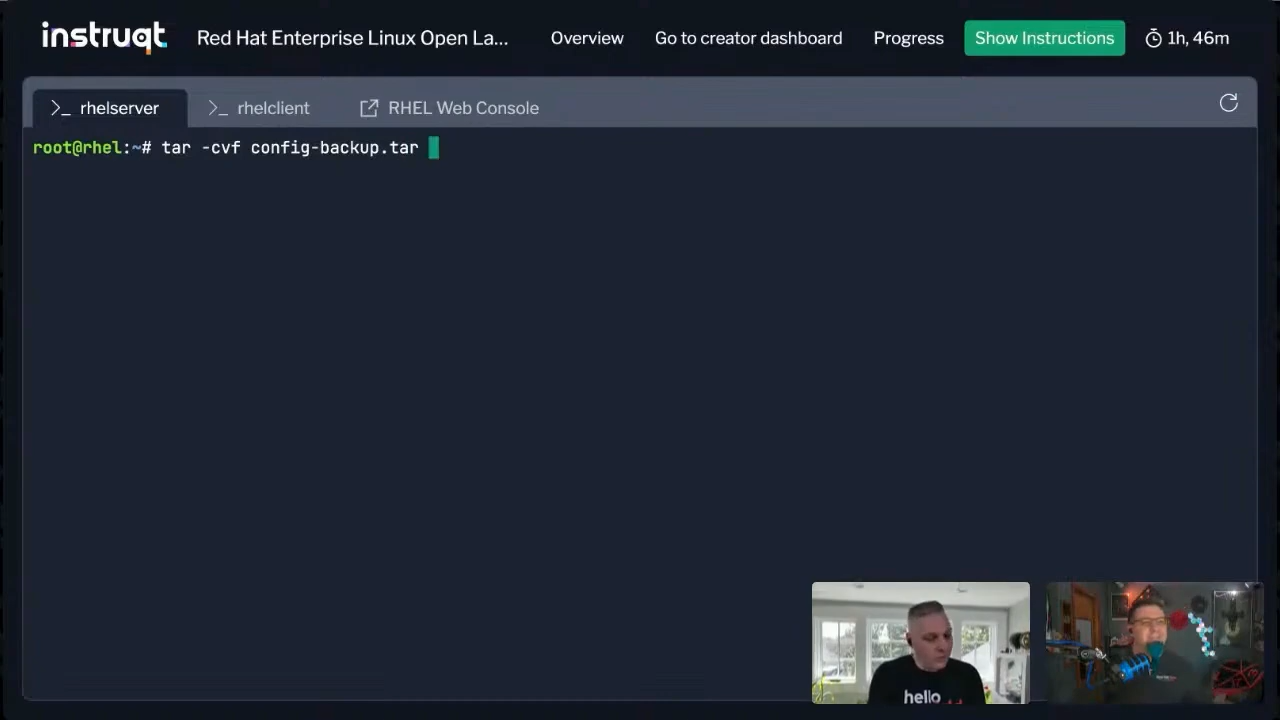 instruqt Red Hat Enterprise Linux Open La... Overview Go to creator dashboard Progress Show Instructions 1h, 46m
>_ rhelserver >_ rhelclient RHEL Web Console
root@rhel:~# tar -cvf config-backup.tar
hello